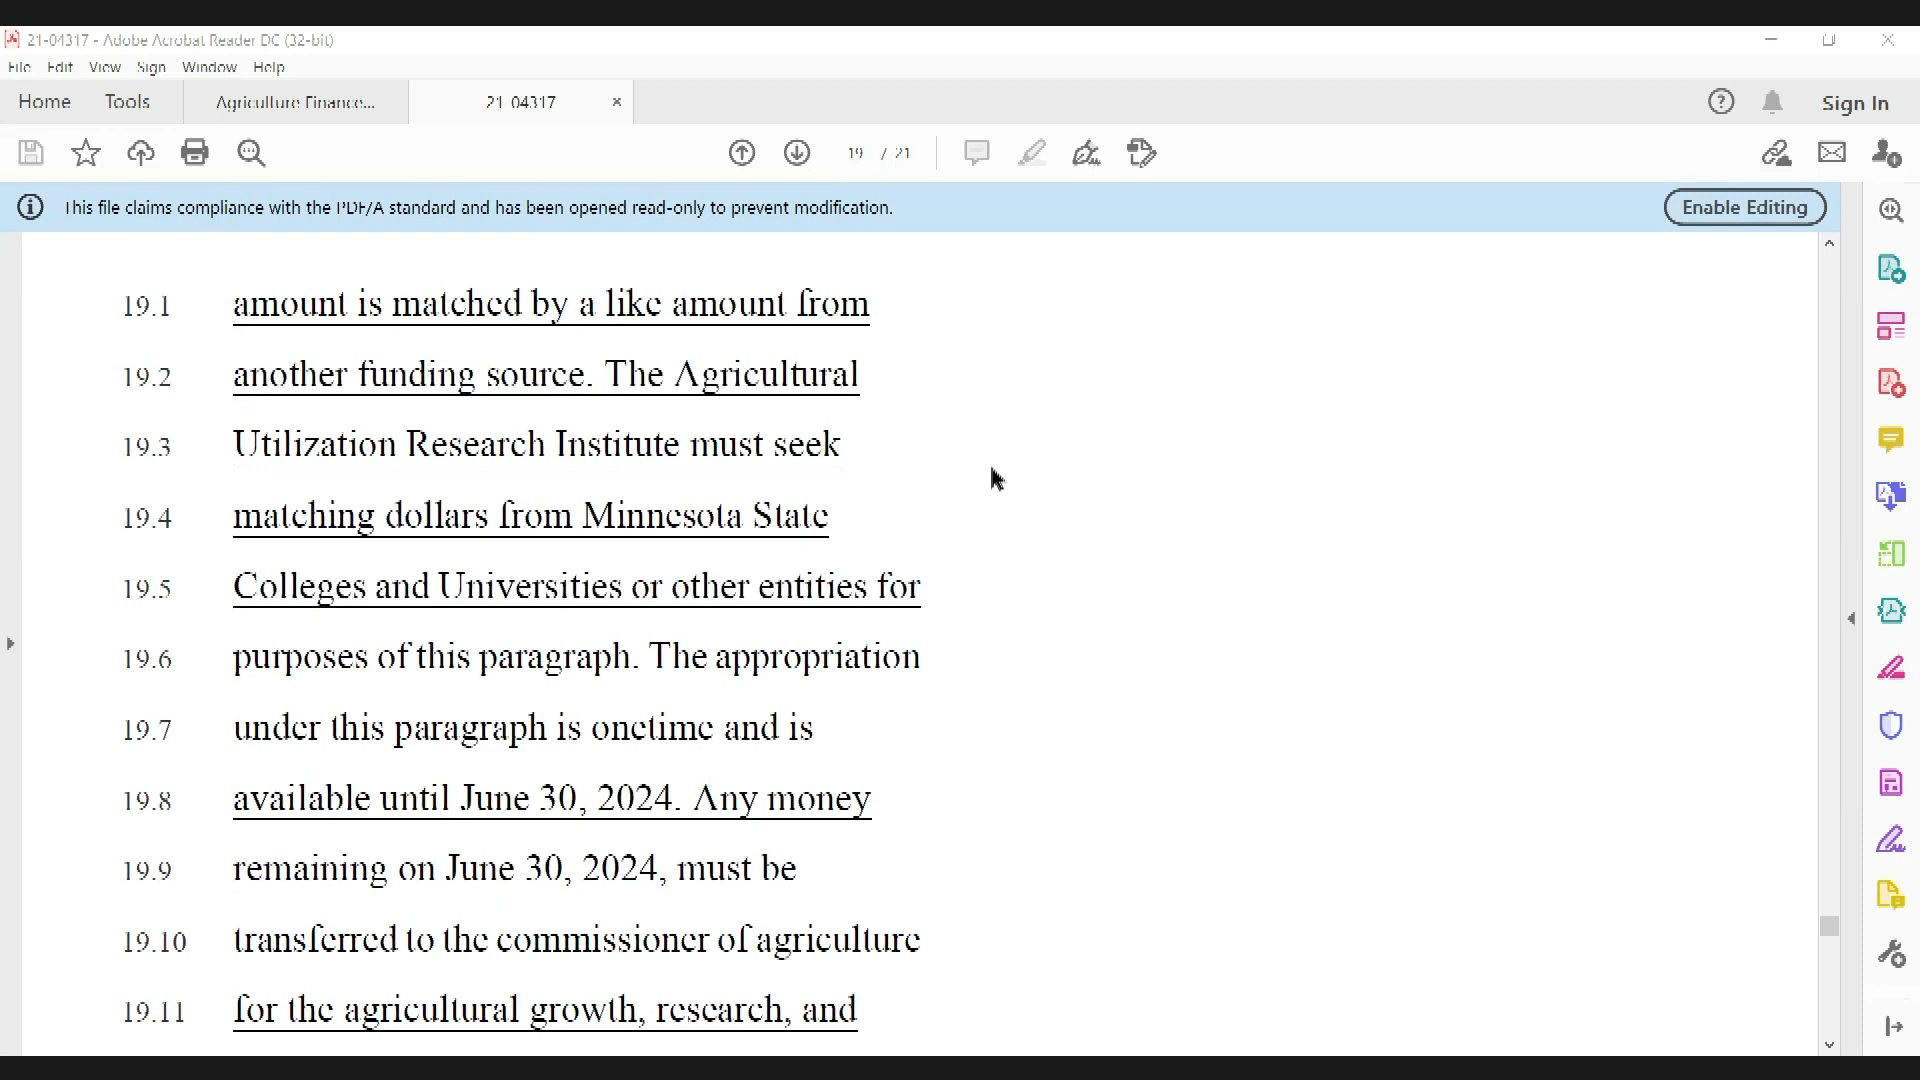 21-04317 - Adobe Acrobat Reader DC (32-bit)
File Edit View Sign Window Help
Home Tools Agriculture Finance... 21-04317 × Sign In
19 / 21
This file claims compliance with the PDF/A standard and has been opened read-only to prevent modification. Enable Editing
19.1 amount is matched by a like amount from
19.2 another funding source. The Agricultural
19.3 Utilization Research Institute must seek
19.4 matching dollars from Minnesota State
19.5 Colleges and Universities or other entities for
19.6 purposes of this paragraph. The appropriation
19.7 under this paragraph is onetime and is
19.8 available until June 30, 2024. Any money
19.9 remaining on June 30, 2024, must be
19.10 transferred to the commissioner of agriculture
19.11 for the agricultural growth, research, and